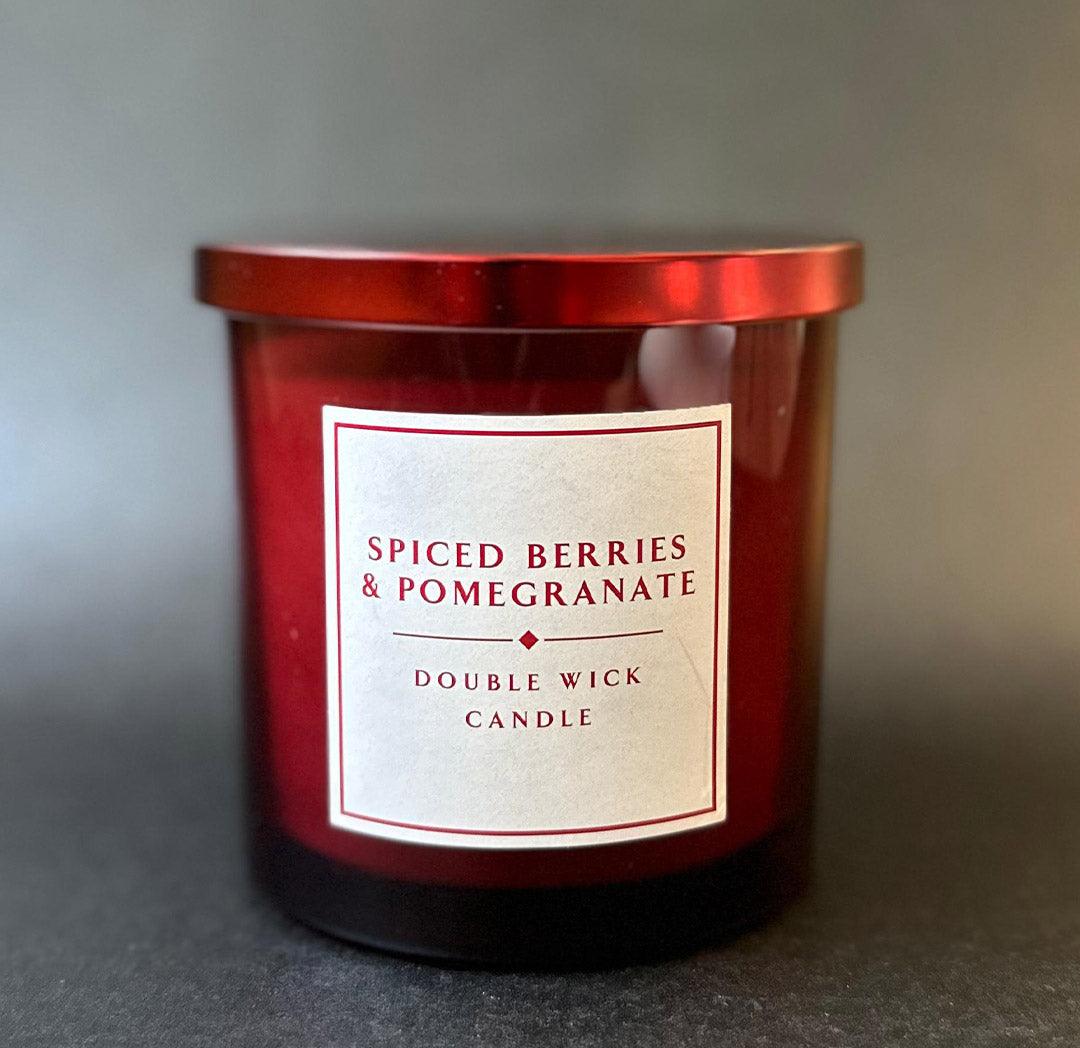 SPICED BERRIES
& POMEGRANATE
DOUBLE WICK
CANDLE